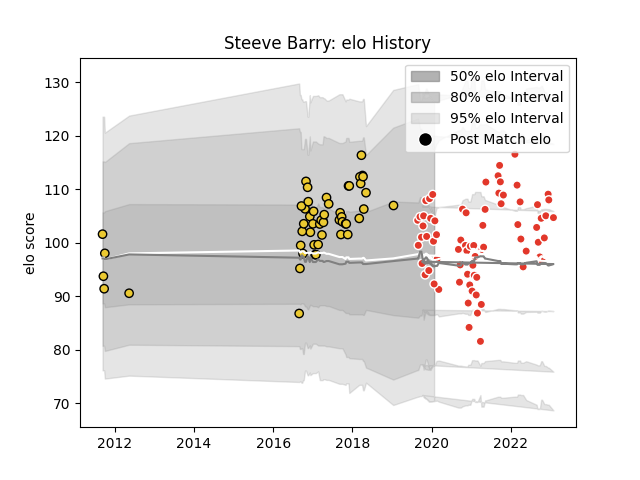 Steeve Barry: elo History
50% elo Interval
80% elo Interval
95% elo Interval
Post Match elo
elo score
130
120
110
100
90
80
70
2012
2014
2016
2018
2020
2022